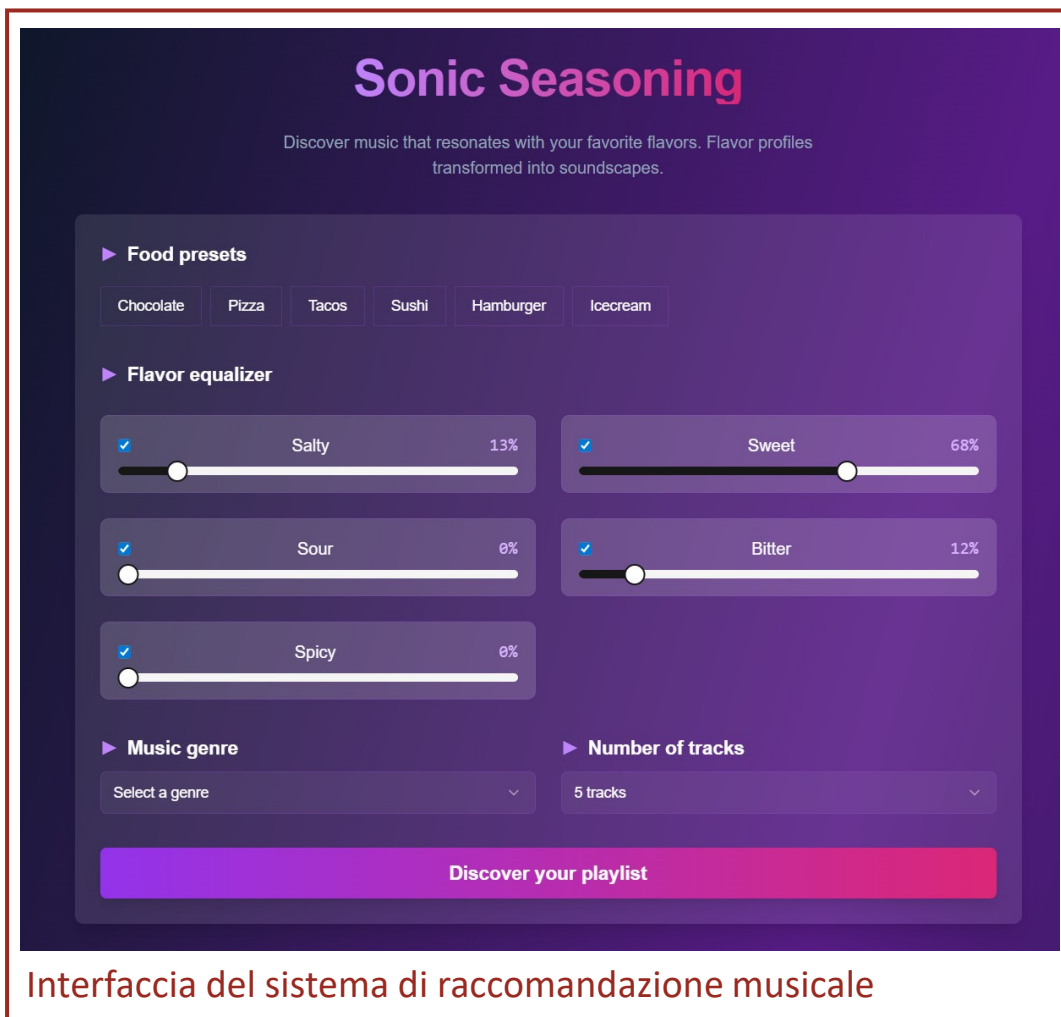 Sonic Seasoning
Discover music that resonates with your favorite flavors. Flavor profiles
transformed into soundscapes.
Food presets
Chocolate Pizza Tacos Sushi Hamburger Icecream
Flavor equalizer
Salty 13% Sweet 68%
Sour 0% Bitter 12%
Spicy 0%
Music genre Number of tracks
Select a genre 5 tracks
Discover your playlist
Interfaccia del sistema di raccomandazione musicale